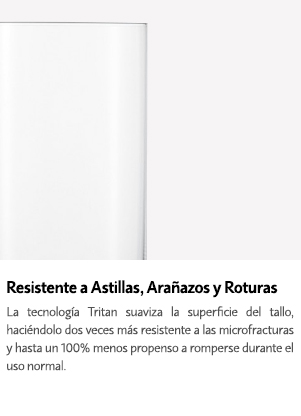 Resistente a Astillas, Arañazos y Roturas
La tecnología Tritan suaviza la superficie del tallo,
haciéndolo dos veces más resistente a las microfracturas
y hasta un 100% menos propenso a romperse durante el
uso normal.